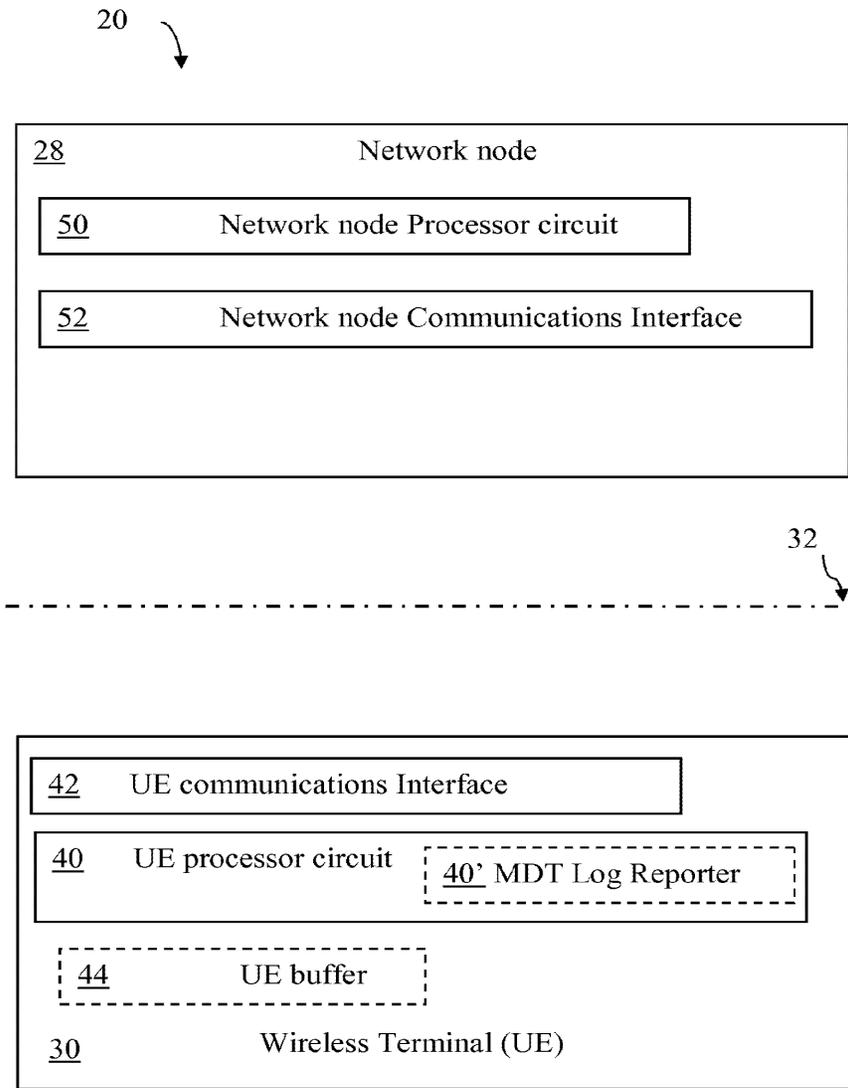 20
28 Network node
50 Network node Processor circuit
52 Network node Communications Interface
32
42 UE communications Interface
40 UE processor circuit
40’ MDT Log Reporter
44 UE buffer
30 Wireless Terminal (UE)